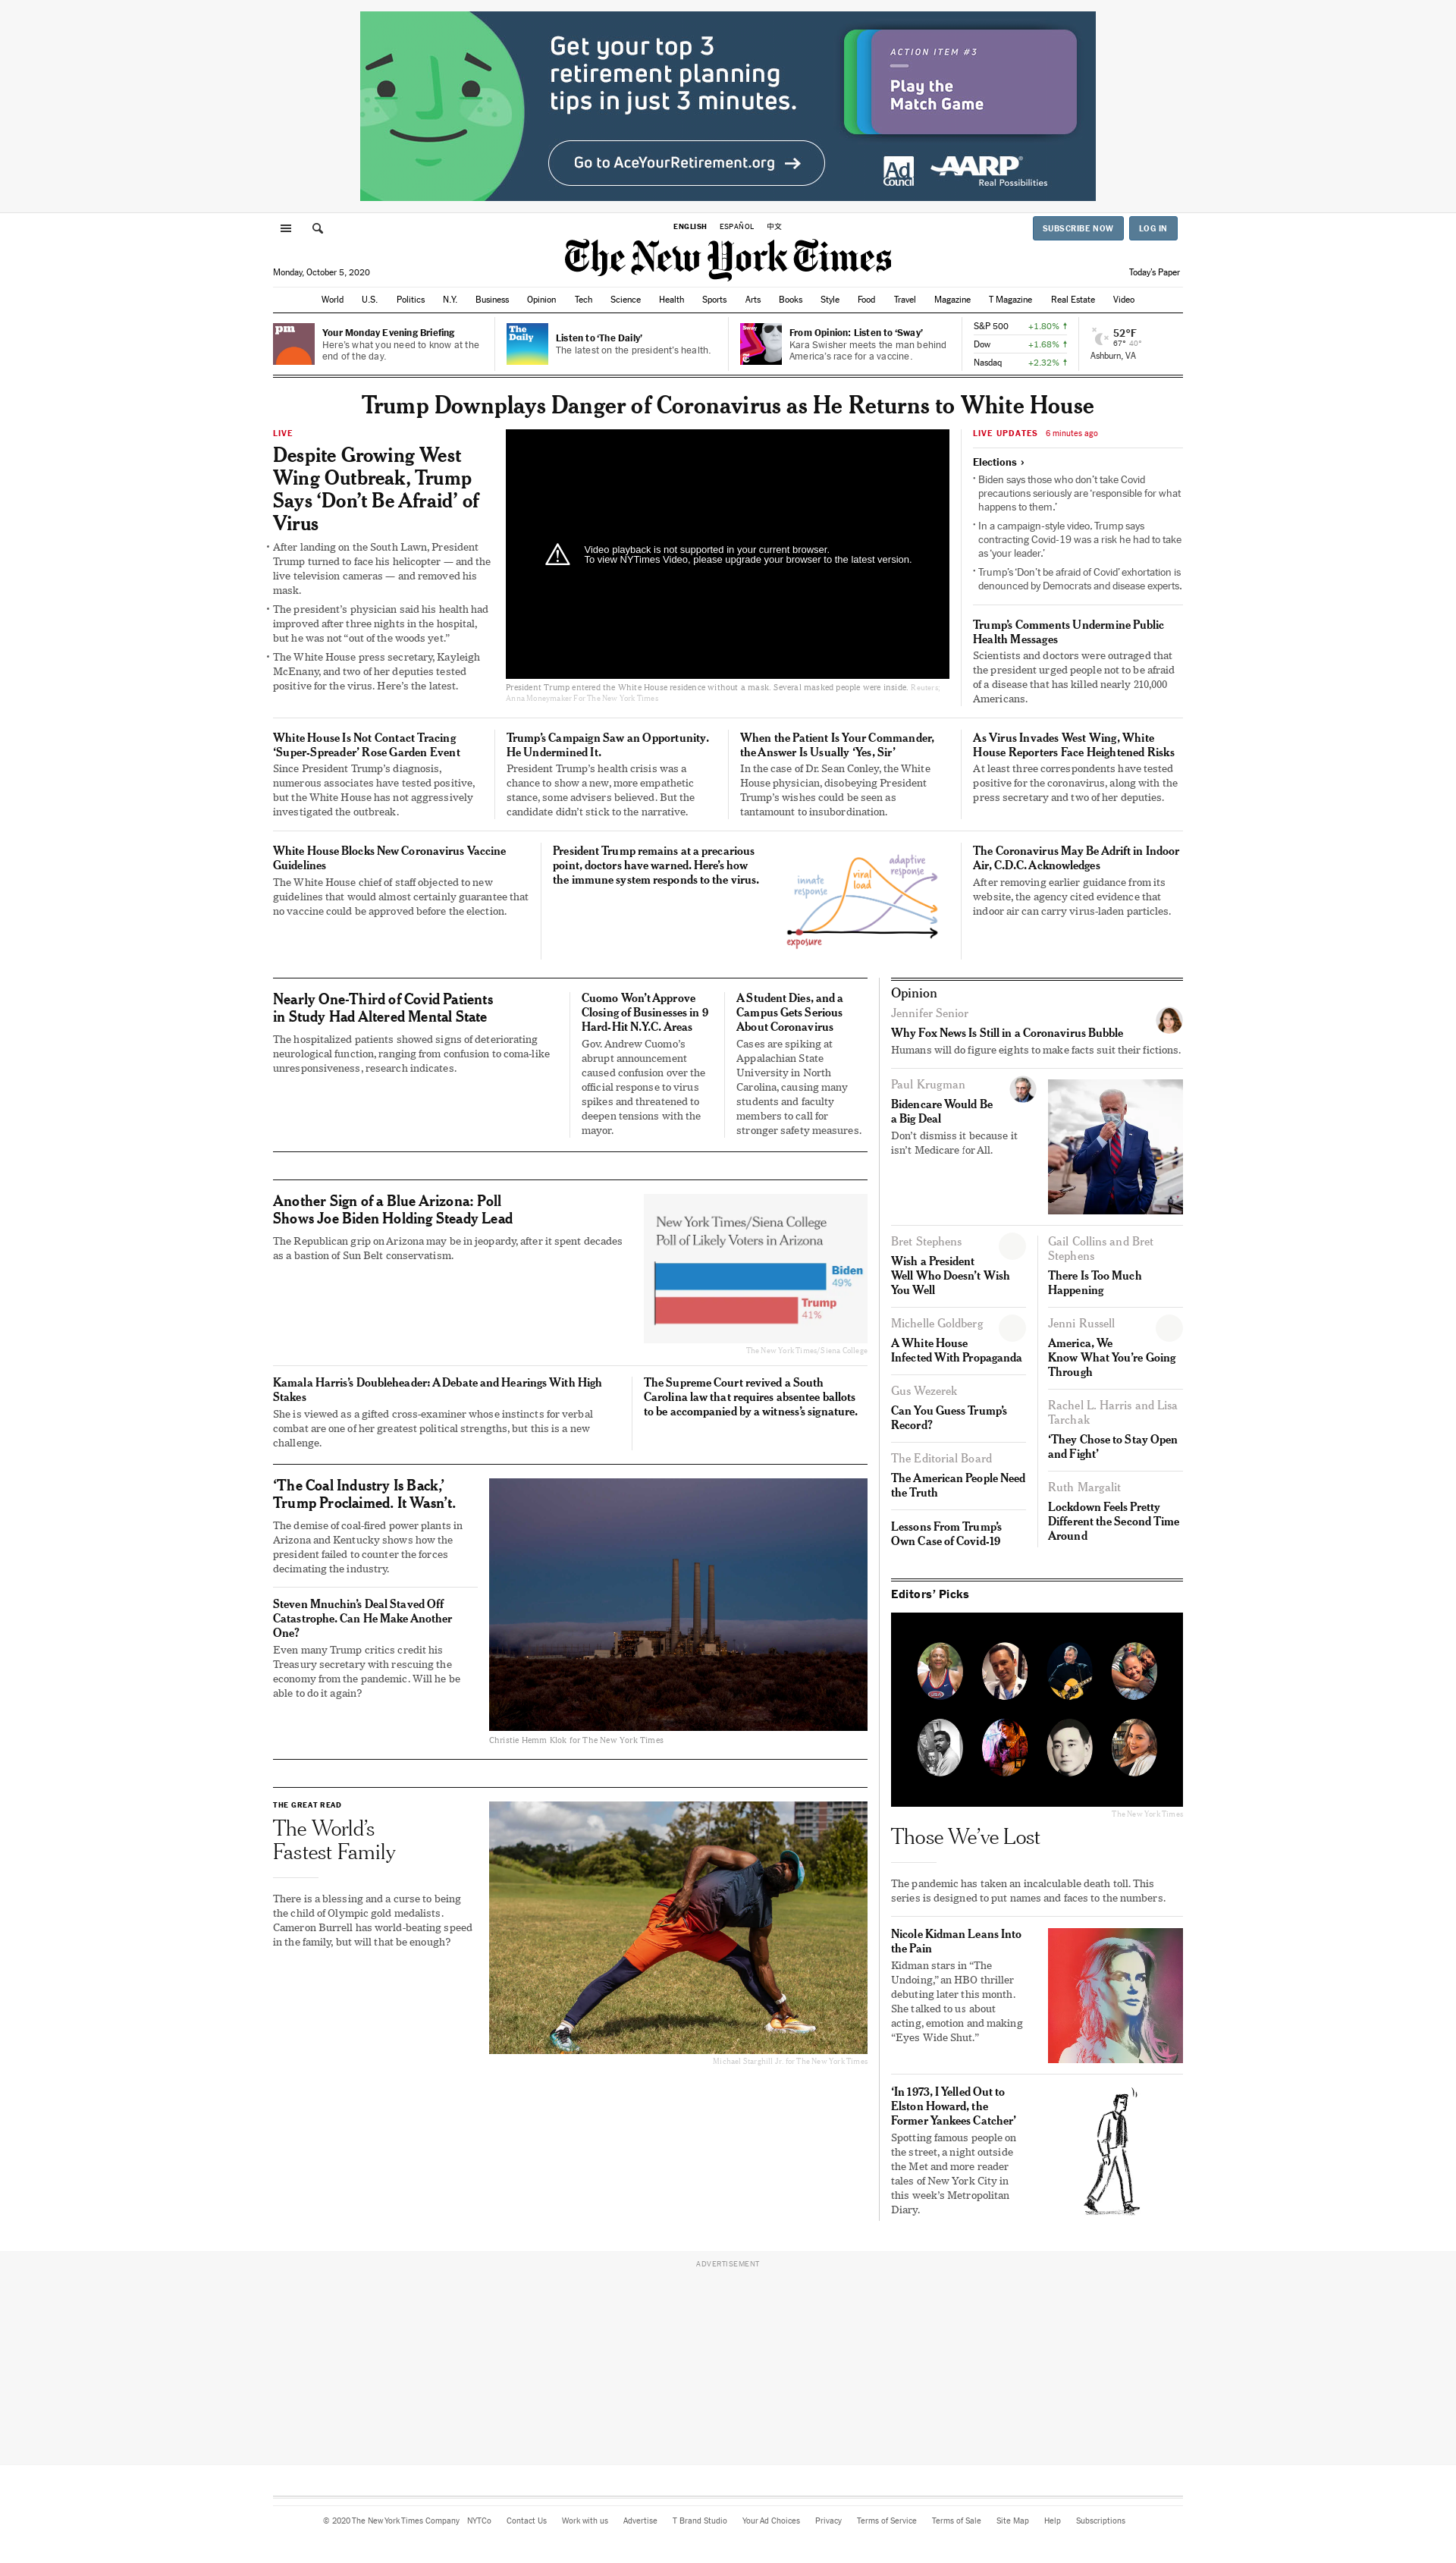 Get your top 3
retirement planning
tips in just 3 minutes.
Go to AceYourRetirement.org →
ACTION ITEM #3
Play the
Match Game
Ad
Council
AARP®
Real Possibilities
ENGLISH ESPAÑOL 中文
SUBSCRIBE NOW LOG IN
The New York Times
Monday, October 5, 2020
Today's Paper
World U.S. Politics N.Y. Business Opinion Tech Science Health Sports Arts Books Style Food Travel Magazine T Magazine Real Estate Video
pm
Your Monday Evening Briefing
Here's what you need to know at the
end of the day.
The
Daily
Listen to 'The Daily'
The latest on the president's health.
Sway
From Opinion: Listen to 'Sway'
Kara Swisher meets the man behind
America's race for a vaccine.
S&P 500 +1.80% ↑
Dow +1.68% ↑
Nasdaq +2.32% ↑
52°F
67° 40°
Ashburn, VA
Trump Downplays Danger of Coronavirus as He Returns to White House
LIVE
Despite Growing West
Wing Outbreak, Trump
Says ‘Don’t Be Afraid’ of
Virus
• After landing on the South Lawn, President
Trump turned to face his helicopter — and the
live television cameras — and removed his
mask.
• The president’s physician said his health had
improved after three nights in the hospital,
but he was not “out of the woods yet.”
• The White House press secretary, Kayleigh
McEnany, and two of her deputies tested
positive for the virus. Here’s the latest.
Video playback is not supported in your current browser.
To view NYTimes Video, please upgrade your browser to the latest version.
President Trump entered the White House residence without a mask. Several masked people were inside. Reuters;
Anna Moneymaker For The New York Times
LIVE UPDATES 6 minutes ago
Elections ›
• Biden says those who don’t take Covid
precautions seriously are ‘responsible for what
happens to them.’
• In a campaign-style video, Trump says
contracting Covid-19 was a risk he had to take
as ‘your leader.’
• Trump’s ‘Don’t be afraid of Covid’ exhortation is
denounced by Democrats and disease experts.
Trump’s Comments Undermine Public
Health Messages
Scientists and doctors were outraged that
the president urged people not to be afraid
of a disease that has killed nearly 210,000
Americans.
White House Is Not Contact Tracing
‘Super-Spreader’ Rose Garden Event
Since President Trump’s diagnosis,
numerous associates have tested positive,
but the White House has not aggressively
investigated the outbreak.
Trump’s Campaign Saw an Opportunity.
He Undermined It.
President Trump’s health crisis was a
chance to show a new, more empathetic
stance, some advisers believed. But the
candidate didn’t stick to the narrative.
When the Patient Is Your Commander,
the Answer Is Usually ‘Yes, Sir’
In the case of Dr. Sean Conley, the White
House physician, disobeying President
Trump’s wishes could be seen as
tantamount to insubordination.
As Virus Invades West Wing, White
House Reporters Face Heightened Risks
At least three correspondents have tested
positive for the coronavirus, along with the
press secretary and two of her deputies.
White House Blocks New Coronavirus Vaccine
Guidelines
The White House chief of staff objected to new
guidelines that would almost certainly guarantee that
no vaccine could be approved before the election.
President Trump remains at a precarious
point, doctors have warned. Here’s how
the immune system responds to the virus.
innate
response
viral
load
adaptive
response
exposure
The Coronavirus May Be Adrift in Indoor
Air, C.D.C. Acknowledges
After removing earlier guidance from its
website, the agency cited evidence that
indoor air can carry virus-laden particles.
Nearly One-Third of Covid Patients
in Study Had Altered Mental State
The hospitalized patients showed signs of deteriorating
neurological function, ranging from confusion to coma-like
unresponsiveness, research indicates.
Cuomo Won’t Approve
Closing of Businesses in 9
Hard-Hit N.Y.C. Areas
Gov. Andrew Cuomo’s
abrupt announcement
caused confusion over the
official response to virus
spikes and threatened to
deepen tensions with the
mayor.
A Student Dies, and a
Campus Gets Serious
About Coronavirus
Cases are spiking at
Appalachian State
University in North
Carolina, causing many
students and faculty
members to call for
stronger safety measures.
Another Sign of a Blue Arizona: Poll
Shows Joe Biden Holding Steady Lead
The Republican grip on Arizona may be in jeopardy, after it spent decades
as a bastion of Sun Belt conservatism.
New York Times/Siena College
Poll of Likely Voters in Arizona
Biden
49%
Trump
41%
The New York Times/Siena College
Kamala Harris’s Doubleheader: A Debate and Hearings With High
Stakes
She is viewed as a gifted cross-examiner whose instincts for verbal
combat are one of her greatest political strengths, but this is a new
challenge.
The Supreme Court revived a South
Carolina law that requires absentee ballots
to be accompanied by a witness’s signature.
‘The Coal Industry Is Back,’
Trump Proclaimed. It Wasn’t.
The demise of coal-fired power plants in
Arizona and Kentucky shows how the
president failed to counter the forces
decimating the industry.
Steven Mnuchin’s Deal Staved Off
Catastrophe. Can He Make Another
One?
Even many Trump critics credit his
Treasury secretary with rescuing the
economy from the pandemic. Will he be
able to do it again?
Christie Hemm Klok for The New York Times
THE GREAT READ
The World’s
Fastest Family
There is a blessing and a curse to being
the child of Olympic gold medalists.
Cameron Burrell has world-beating speed
in the family, but will that be enough?
Michael Starghill Jr. for The New York Times
Opinion
Jennifer Senior
Why Fox News Is Still in a Coronavirus Bubble
Humans will do figure eights to make facts suit their fictions.
Paul Krugman
Bidencare Would Be
a Big Deal
Don’t dismiss it because it
isn’t Medicare for All.
Bret Stephens
Wish a President
Well Who Doesn’t Wish
You Well
Michelle Goldberg
A White House
Infected With Propaganda
Gus Wezerek
Can You Guess Trump’s
Record?
The Editorial Board
The American People Need
the Truth
Lessons From Trump’s
Own Case of Covid-19
Gail Collins and Bret
Stephens
There Is Too Much
Happening
Jenni Russell
America, We
Know What You’re Going
Through
Rachel L. Harris and Lisa
Tarchak
‘They Chose to Stay Open
and Fight’
Ruth Margalit
Lockdown Feels Pretty
Different the Second Time
Around
Editors’ Picks
The New York Times
Those We’ve Lost
The pandemic has taken an incalculable death toll. This
series is designed to put names and faces to the numbers.
Nicole Kidman Leans Into
the Pain
Kidman stars in “The
Undoing,” an HBO thriller
debuting later this month.
She talked to us about
acting, emotion and making
“Eyes Wide Shut.”
‘In 1973, I Yelled Out to
Elston Howard, the
Former Yankees Catcher’
Spotting famous people on
the street, a night outside
the Met and more reader
tales of New York City in
this week’s Metropolitan
Diary.
ADVERTISEMENT
© 2020 The New York Times Company NYTCo Contact Us Work with us Advertise T Brand Studio Your Ad Choices Privacy Terms of Service Terms of Sale Site Map Help Subscriptions